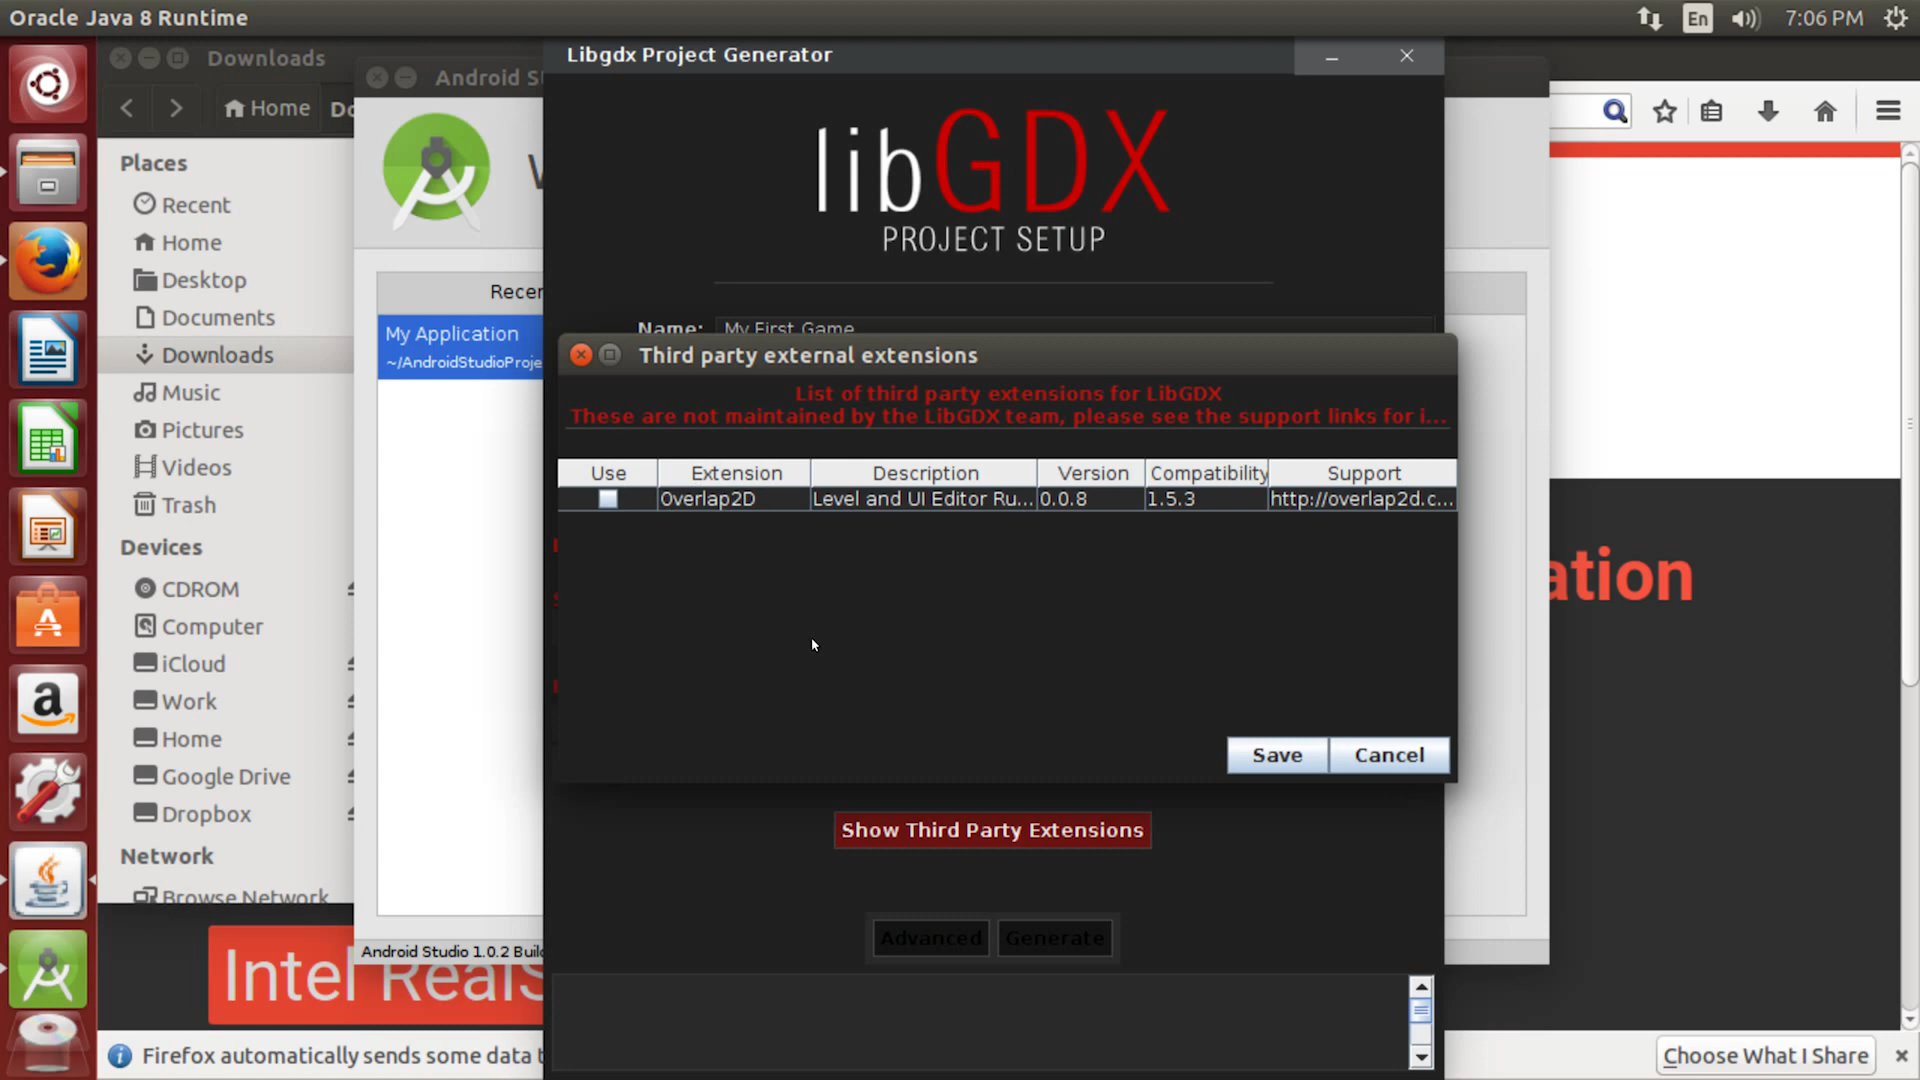 Oracle Java 8 Runtime
En
7:06 PM
Downloads
Home
Places
Recent
Home
Desktop
Documents
Downloads
Music
Pictures
Videos
Trash
Devices
CDROM
Computer
iCloud
Work
Home
Google Drive
Dropbox
Network
Browse Network
Android S
My Application
~/AndroidStudioProje
Android Studio 1.0.2 Build
Libgdx Project Generator
libGDX
PROJECT SETUP
Name: My First Game
Third party external extensions
List of third party extensions for LibGDX
These are not maintained by the LibGDX team, please see the support links for i...
Use Extension Description Version Compatibility Support
Overlap2D Level and UI Editor Ru... 0.0.8 1.5.3 http://overlap2d.c...
Save Cancel
Show Third Party Extensions
Advanced Generate
ation
Intel RealS
Firefox automatically sends some data t
Choose What I Share